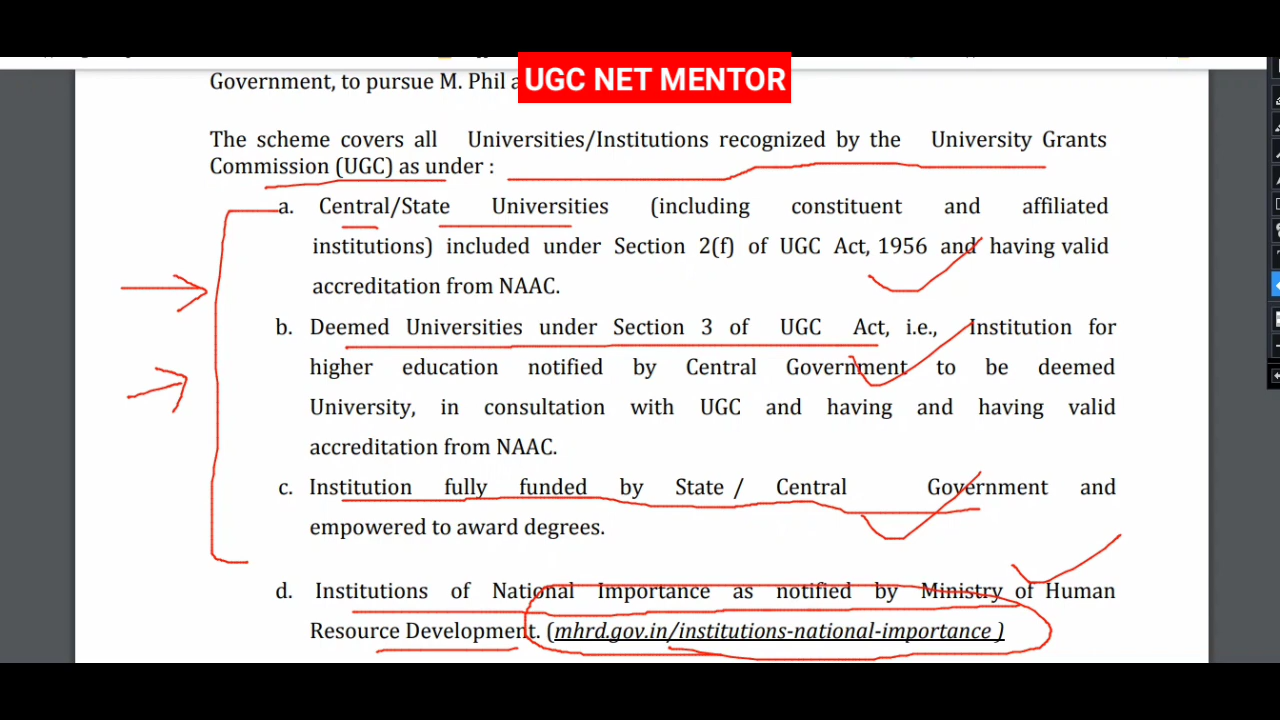 UGC NET MENTOR
Government, to pursue M. Phil a
The scheme covers all Universities/Institutions recognized by the University Grants
Commission (UGC) as under :
a. Central/State Universities (including constituent and affiliated
institutions) included under Section 2(f) of UGC Act, 1956 and having valid
accreditation from NAAC.
b. Deemed Universities under Section 3 of UGC Act, i.e., Institution for
higher education notified by Central Government to be deemed
University, in consultation with UGC and having and having valid
accreditation from NAAC.
c. Institution fully funded by State / Central Government and
empowered to award degrees.
d. Institutions of National Importance as notified by Ministry of Human
Resource Development. (mhrd.gov.in/institutions-national-importance )